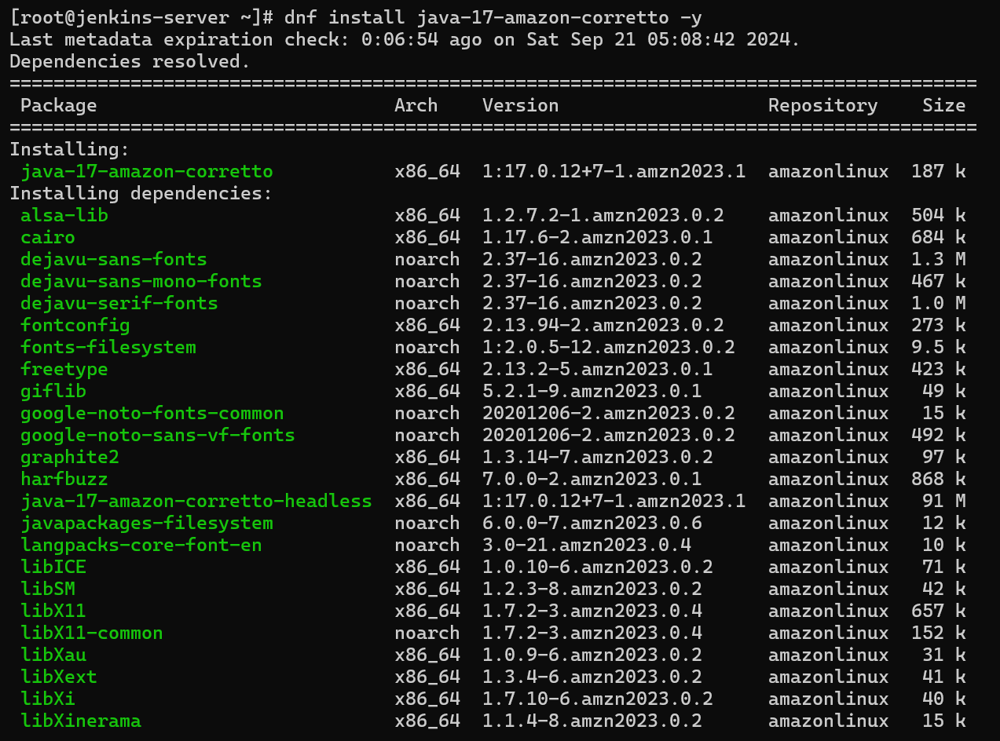 [root@jenkins-server ~]# dnf install java-17-amazon-corretto -y
Last metadata expiration check: 0:06:54 ago on Sat Sep 21 05:08:42 2024.
Dependencies resolved.
========================================================================================
 Package                          Arch    Version                   Repository    Size
========================================================================================
Installing:
 java-17-amazon-corretto           x86_64  1:17.0.12+7-1.amzn2023.1  amazonlinux  187 k
Installing dependencies:
 alsa-lib                          x86_64  1.2.7.2-1.amzn2023.0.2    amazonlinux  504 k
 cairo                             x86_64  1.17.6-2.amzn2023.0.1     amazonlinux  684 k
 dejavu-sans-fonts                 noarch  2.37-16.amzn2023.0.2      amazonlinux  1.3 M
 dejavu-sans-mono-fonts            noarch  2.37-16.amzn2023.0.2      amazonlinux  467 k
 dejavu-serif-fonts                noarch  2.37-16.amzn2023.0.2      amazonlinux  1.0 M
 fontconfig                        x86_64  2.13.94-2.amzn2023.0.2    amazonlinux  273 k
 fonts-filesystem                  noarch  1:2.0.5-12.amzn2023.0.2   amazonlinux  9.5 k
 freetype                          x86_64  2.13.2-5.amzn2023.0.1     amazonlinux  423 k
 giflib                            x86_64  5.2.1-9.amzn2023.0.1      amazonlinux   49 k
 google-noto-fonts-common          noarch  20201206-2.amzn2023.0.2   amazonlinux   15 k
 google-noto-sans-vf-fonts         noarch  20201206-2.amzn2023.0.2   amazonlinux  492 k
 graphite2                         x86_64  1.3.14-7.amzn2023.0.2     amazonlinux   97 k
 harfbuzz                          x86_64  7.0.0-2.amzn2023.0.1      amazonlinux  868 k
 java-17-amazon-corretto-headless  x86_64  1:17.0.12+7-1.amzn2023.1  amazonlinux   91 M
 javapackages-filesystem           noarch  6.0.0-7.amzn2023.0.6      amazonlinux   12 k
 langpacks-core-font-en            noarch  3.0-21.amzn2023.0.4       amazonlinux   10 k
 libICE                            x86_64  1.0.10-6.amzn2023.0.2     amazonlinux   71 k
 libSM                             x86_64  1.2.3-8.amzn2023.0.2      amazonlinux   42 k
 libX11                            x86_64  1.7.2-3.amzn2023.0.4      amazonlinux  657 k
 libX11-common                     noarch  1.7.2-3.amzn2023.0.4      amazonlinux  152 k
 libXau                            x86_64  1.0.9-6.amzn2023.0.2      amazonlinux   31 k
 libXext                           x86_64  1.3.4-6.amzn2023.0.2      amazonlinux   41 k
 libXi                             x86_64  1.7.10-6.amzn2023.0.2     amazonlinux   40 k
 libXinerama                       x86_64  1.1.4-8.amzn2023.0.2      amazonlinux   15 k